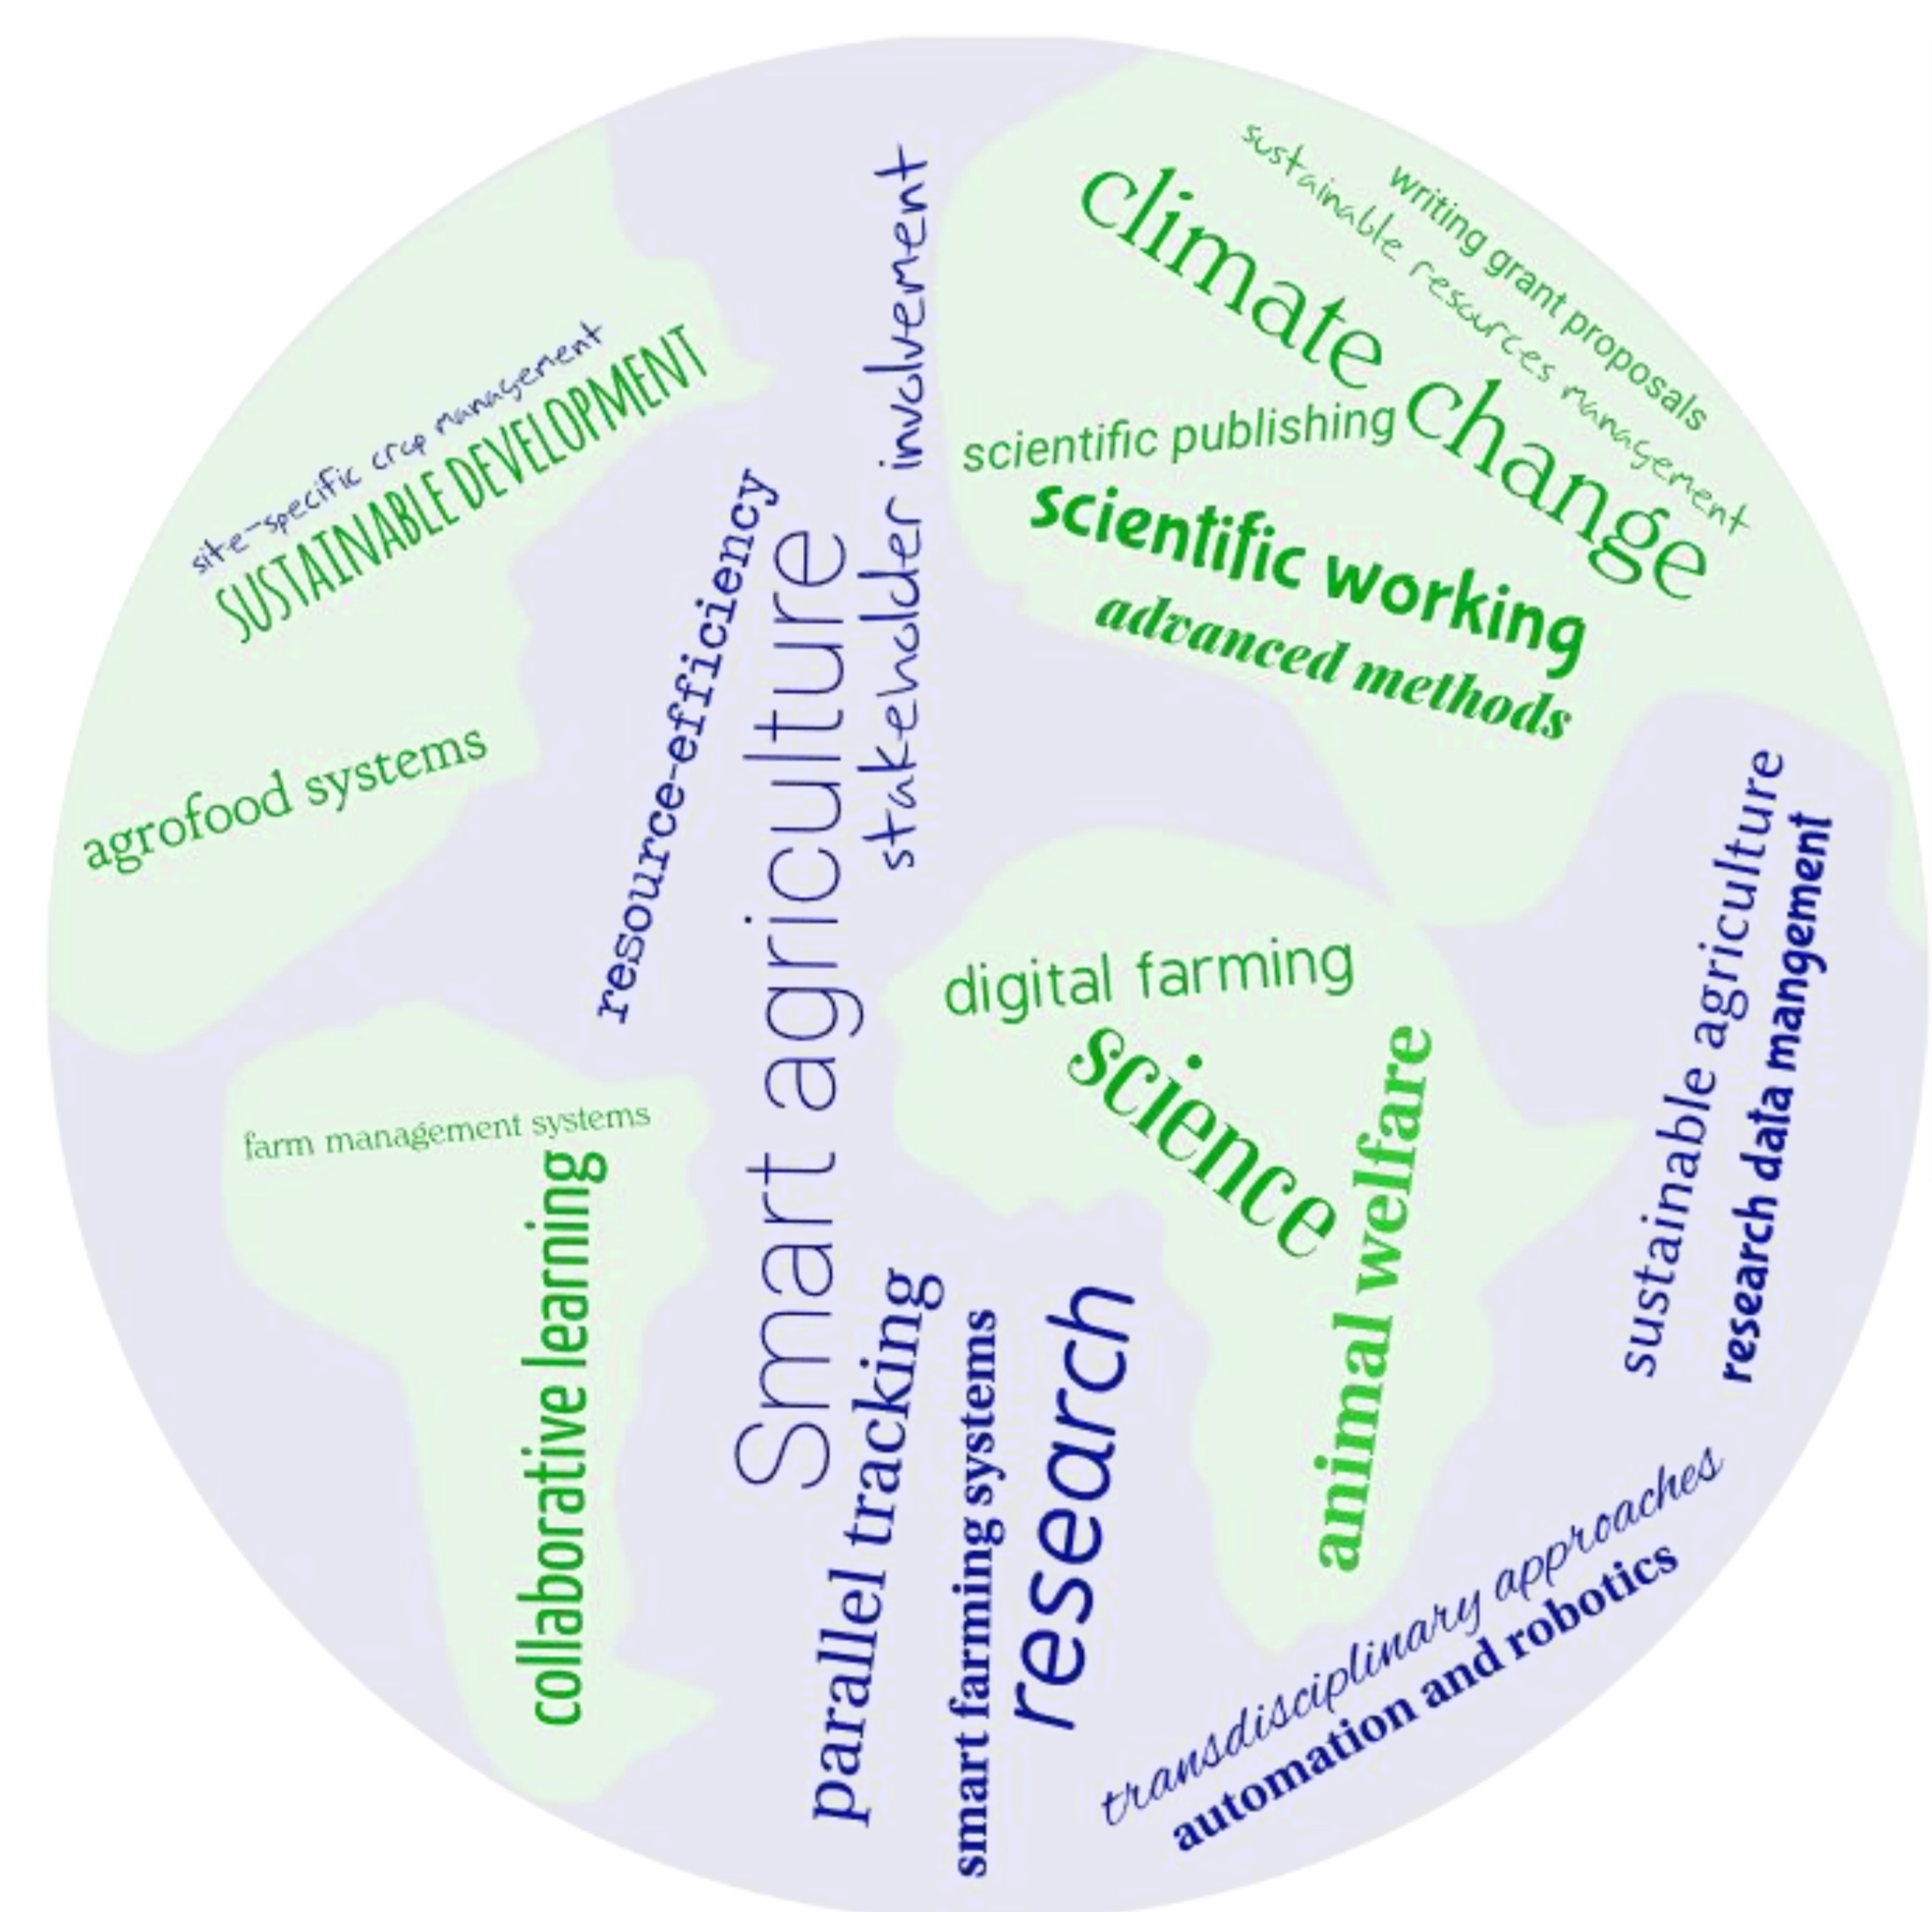 site-specific crop management
SUSTAINABLE DEVELOPMENT
agrofood systems
resource-efficiency
Smart agriculture
stakeholder involvement
writing grant proposals
sustainable resources management
climate change
scientific publishing
scientific working
advanced methods
digital farming
science
animal welfare
sustainable agriculture
research data mangement
farm management systems
collaborative learning
parallel tracking
smart farming systems
research
transdisciplinary approaches
automation and robotics